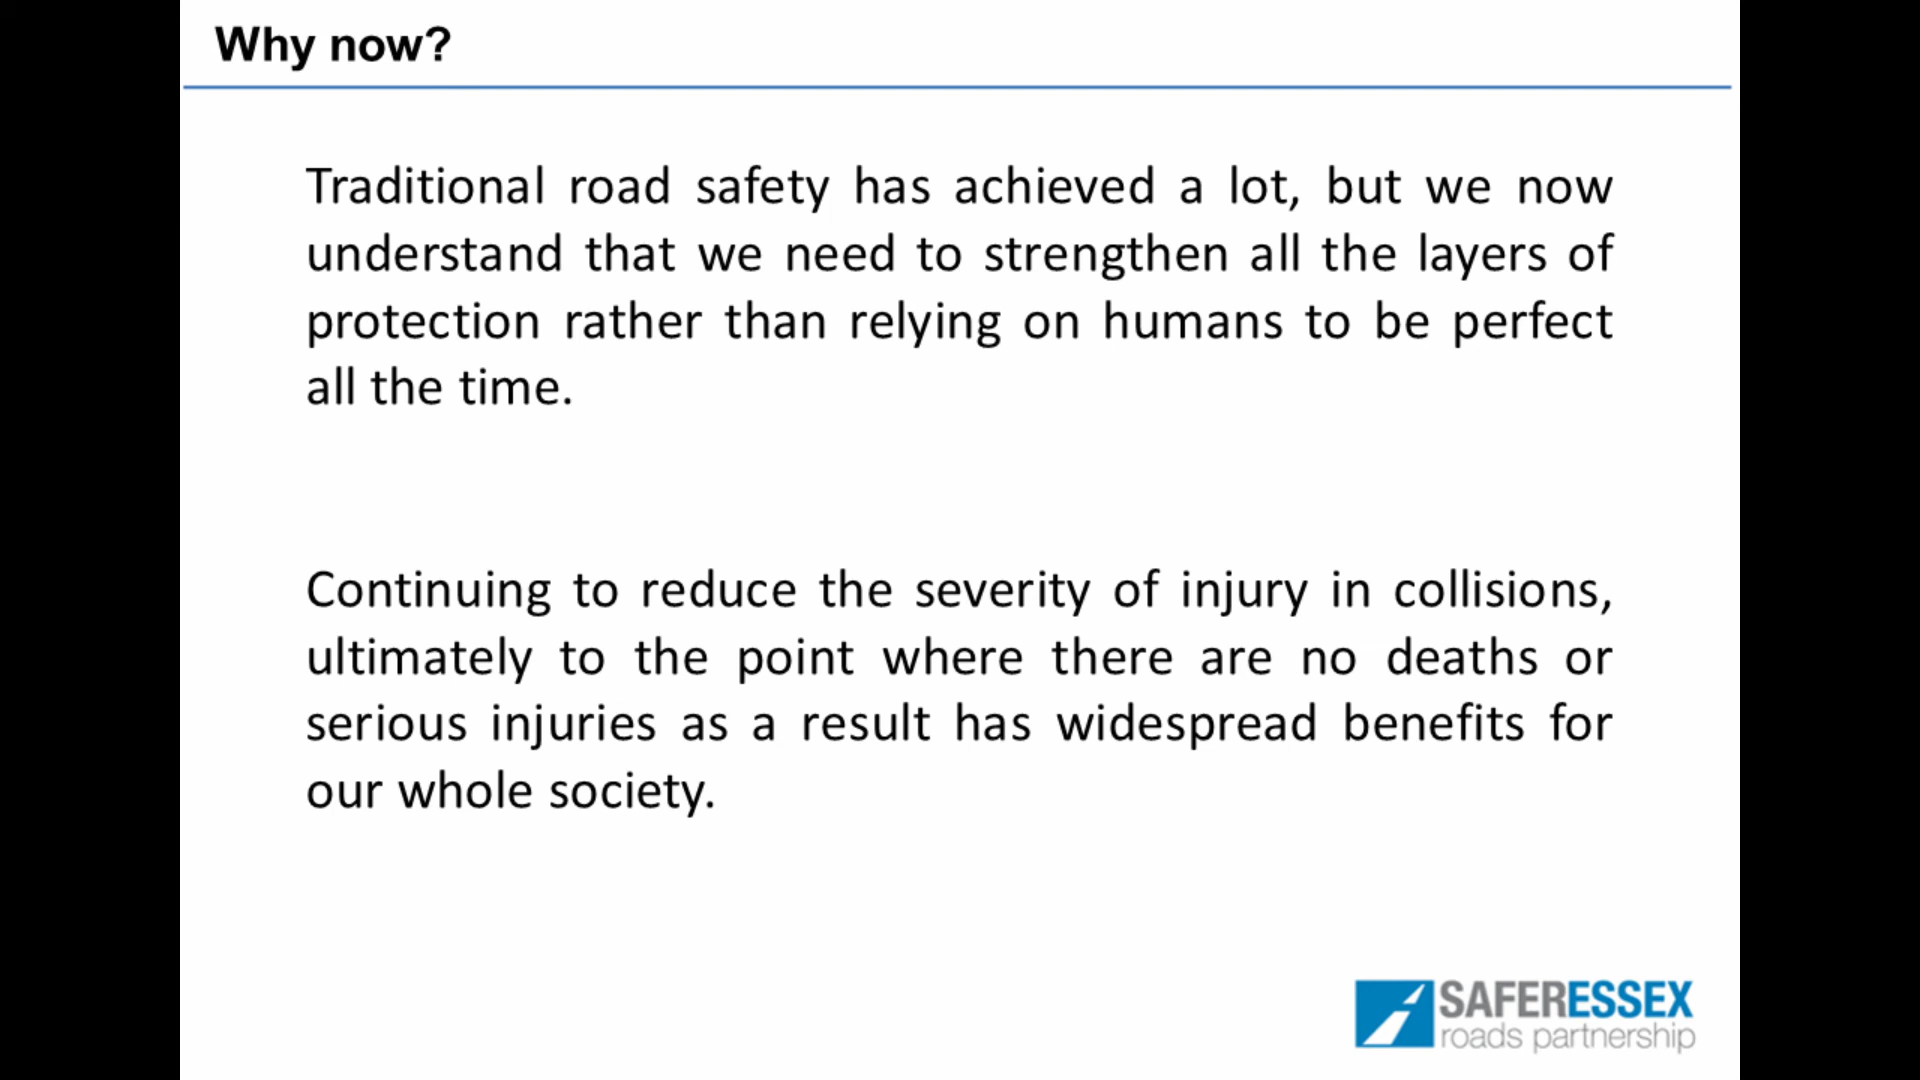 Why now?
Traditional road safety has achieved a lot, but we now
understand that we need to strengthen all the layers of
protection rather than relying on humans to be perfect
all the time.
Continuing to reduce the severity of injury in collisions,
ultimately to the point where there are no deaths or
serious injuries as a result has widespread benefits for
our whole society.
SAFERESSEX
roads partnership